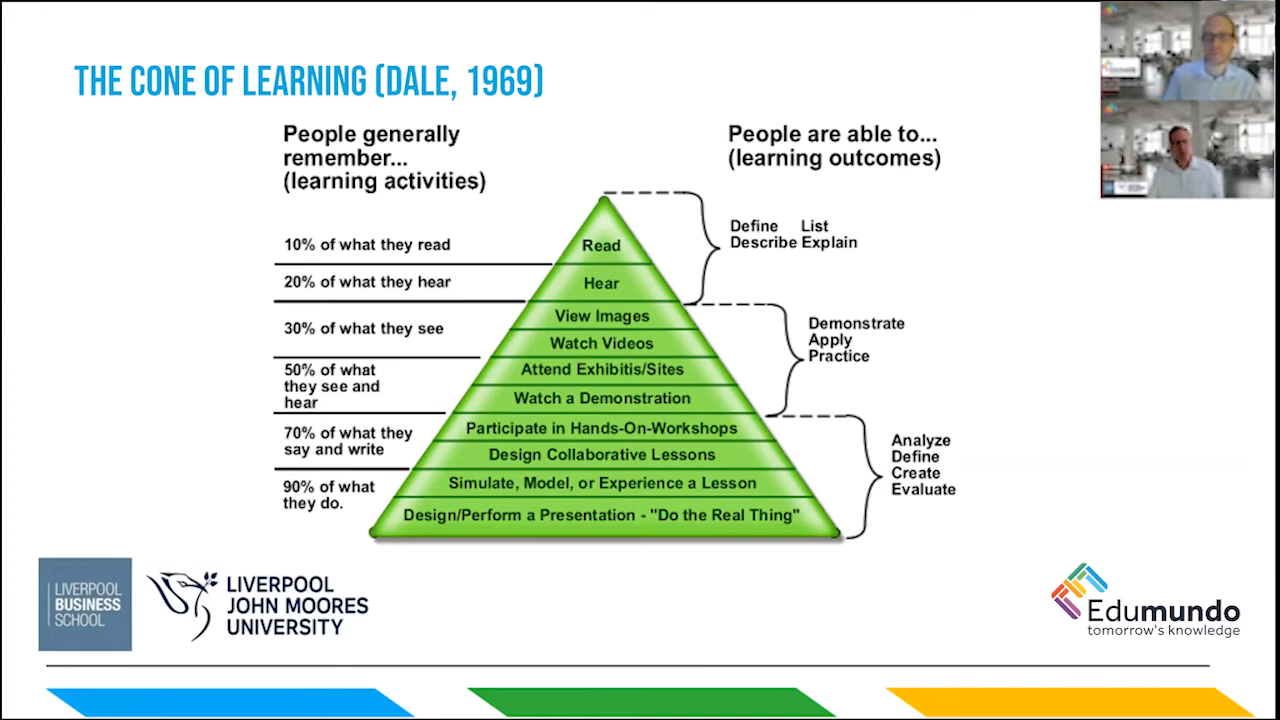 THE CONE OF LEARNING (DALE, 1969)
People generally
remember...
(learning activities)
People are able to...
(learning outcomes)
10% of what they read
20% of what they hear
30% of what they see
50% of what
they see and
hear
70% of what they
say and write
90% of what
they do.
Read
Hear
View Images
Watch Videos
Attend Exhibitis/Sites
Watch a Demonstration
Participate in Hands-On-Workshops
Design Collaborative Lessons
Simulate, Model, or Experience a Lesson
Design/Perform a Presentation - "Do the Real Thing"
Define List
Describe Explain
Demonstrate
Apply
Practice
Analyze
Define
Create
Evaluate
LIVERPOOL
BUSINESS
SCHOOL
LIVERPOOL
JOHN MOORES
UNIVERSITY
Edumundo
tomorrow's knowledge